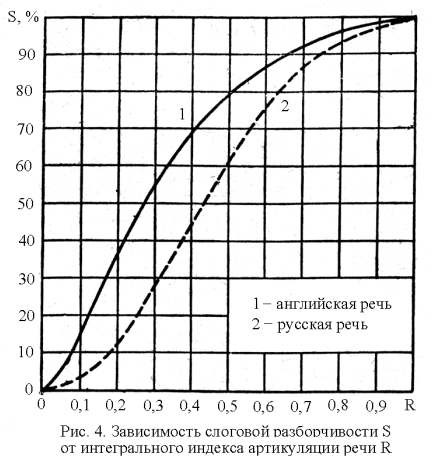 S, %
90
80
70
60
50
40
30
20
10
0
1
2
1 – английская речь
2 – русская речь
0 0,1 0,2 0,3 0,4 0,5 0,6 0,7 0,8 0,9 R
Рис. 4. Зависимость слоговой разборчивости S
от интегрального индекса артикуляции речи R